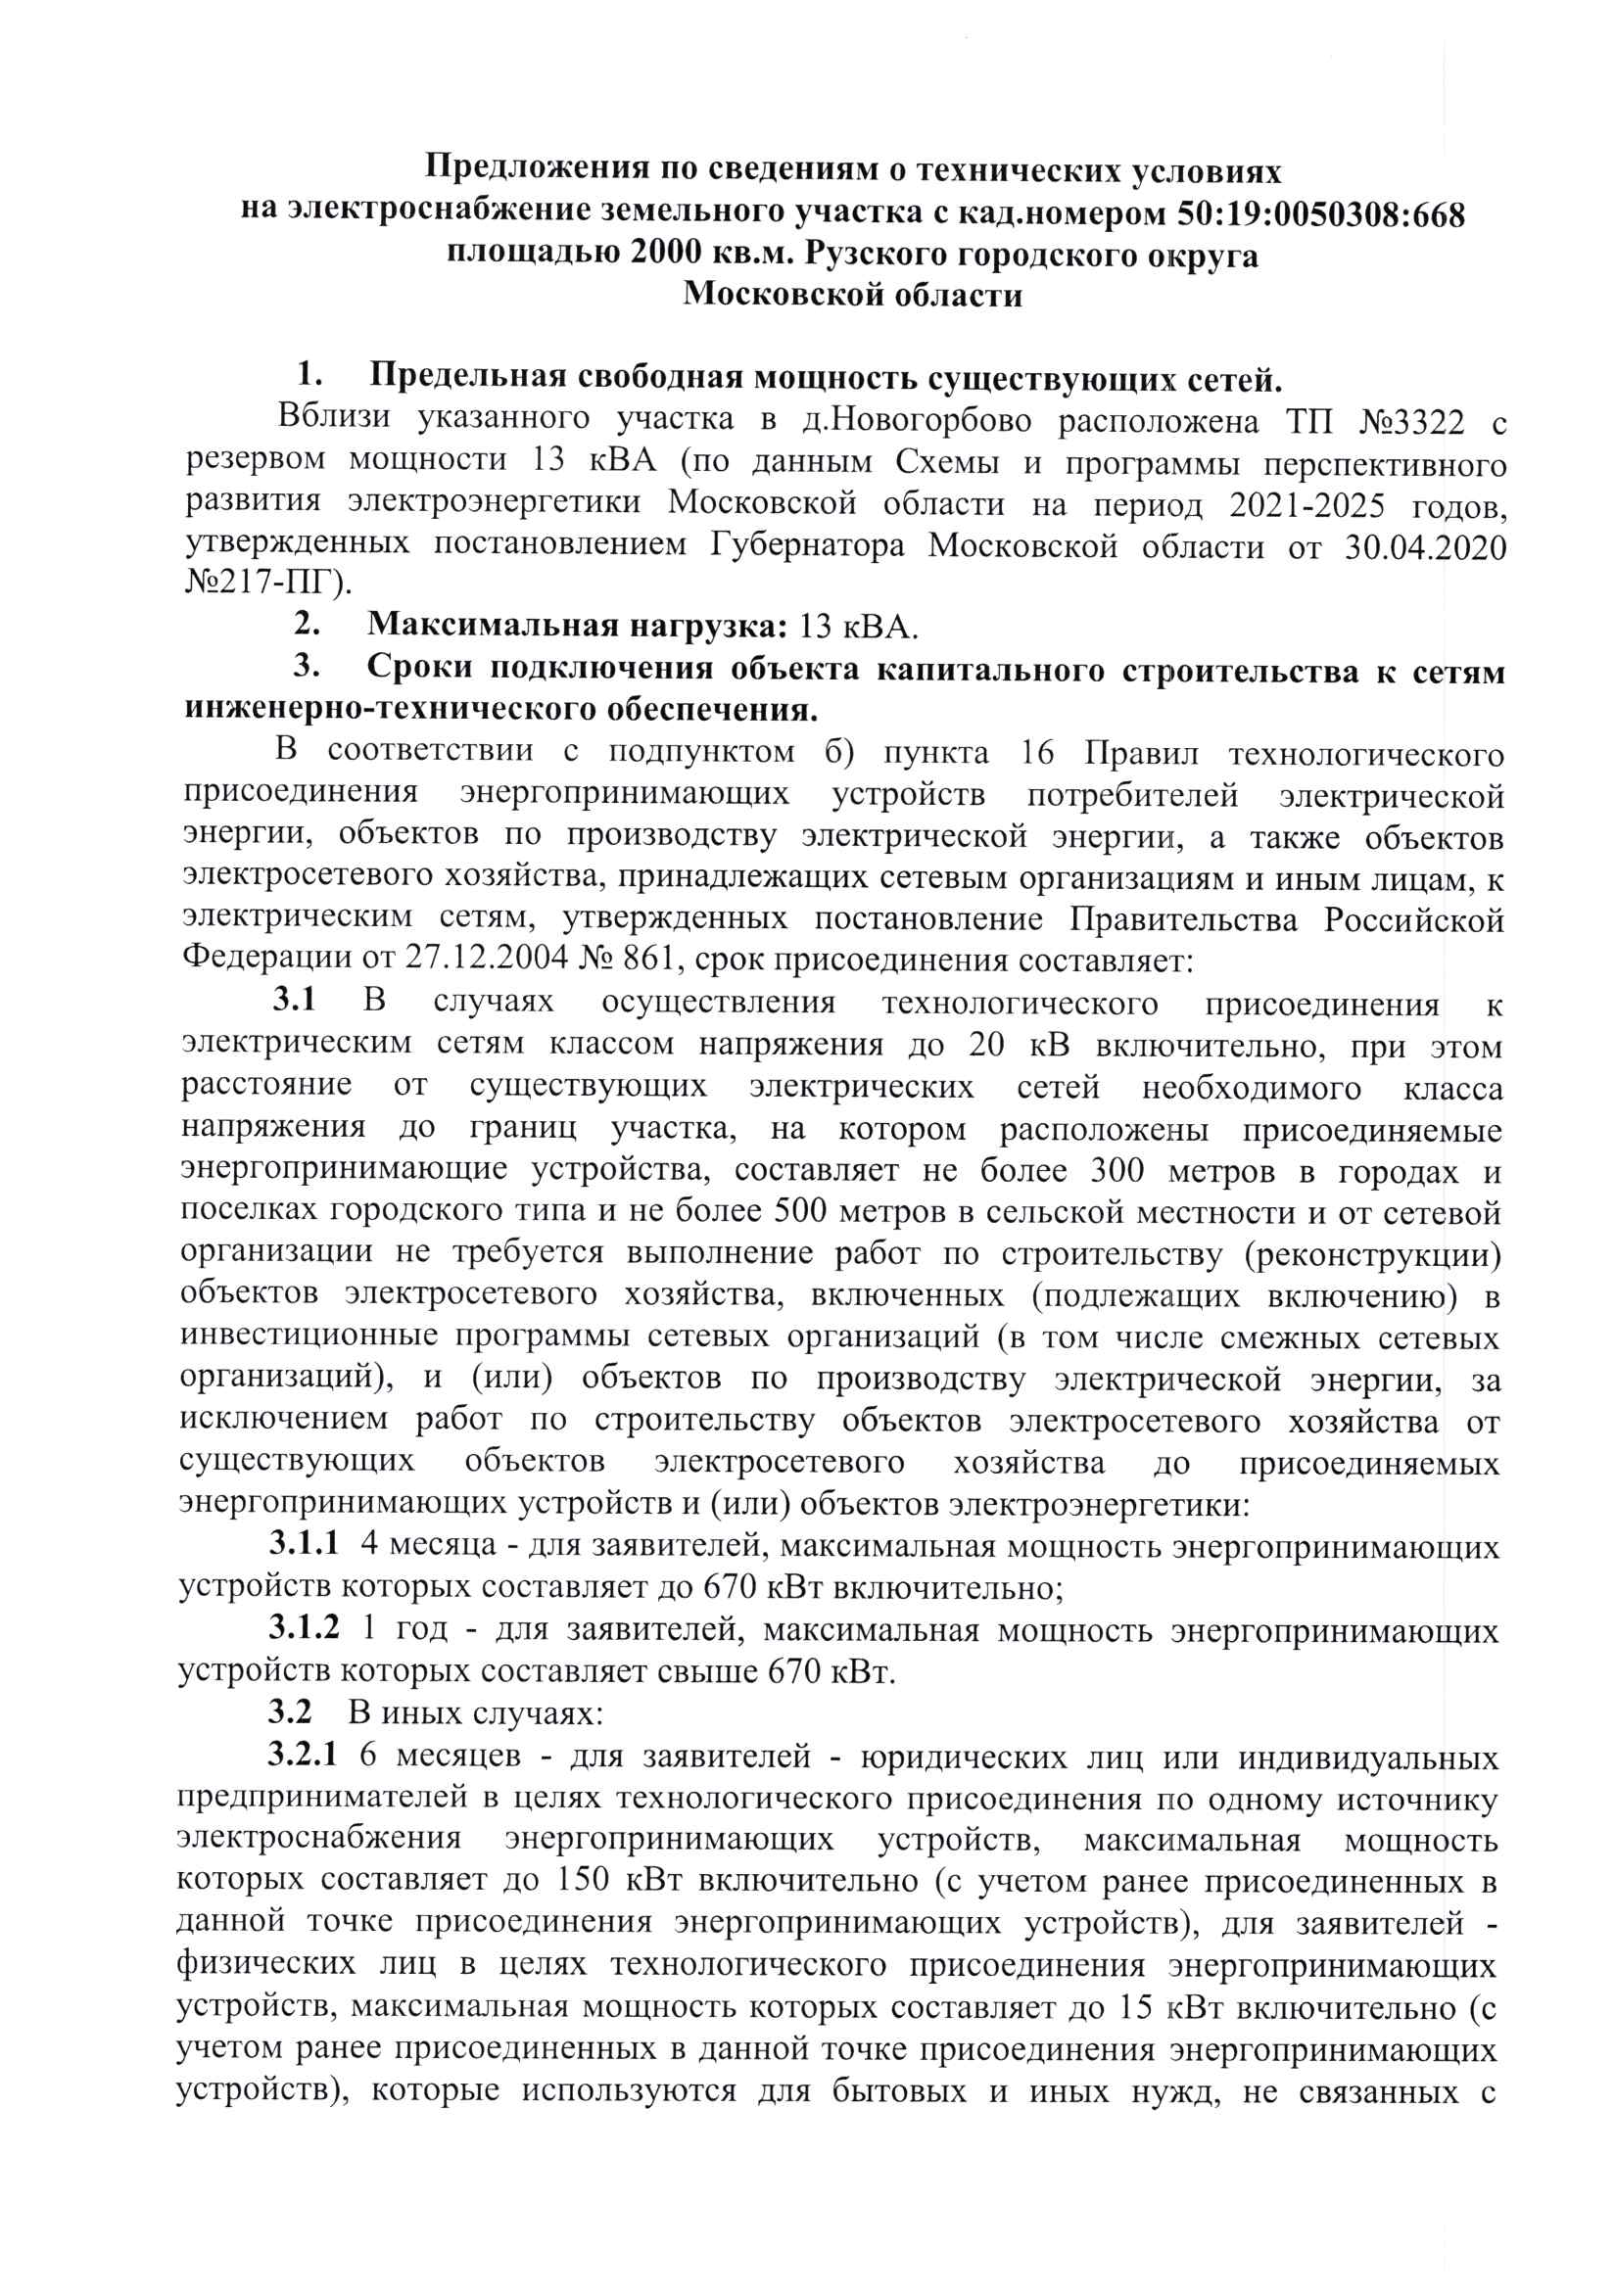 Предложения по сведениям о технических условиях
на электроснабжение земельного участка с кад.номером 50:19:0050308:668
площадью 2000 кв.м. Рузского городского округа
Московской области
1. Предельная свободная мощность существующих сетей.
Вблизи указанного участка в д.Новогорбово расположена ТП №3322 с
резервом мощности 13 кВА (по данным Схемы и программы перспективного
развития электроэнергетики Московской области на период 2021-2025 годов,
утвержденных постановлением Губернатора Московской области от 30.04.2020
№217-ПГ).
2. Максимальная нагрузка: 13 кВА.
3. Сроки подключения объекта капитального строительства к сетям
инженерно-технического обеспечения.
В соответствии с подпунктом б) пункта 16 Правил технологического
присоединения энергопринимающих устройств потребителей электрической
энергии, объектов по производству электрической энергии, а также объектов
электросетевого хозяйства, принадлежащих сетевым организациям и иным лицам, к
электрическим сетям, утвержденных постановление Правительства Российской
Федерации от 27.12.2004 № 861, срок присоединения составляет:
3.1 В случаях осуществления технологического присоединения к
электрическим сетям классом напряжения до 20 кВ включительно, при этом
расстояние от существующих электрических сетей необходимого класса
напряжения до границ участка, на котором расположены присоединяемые
энергопринимающие устройства, составляет не более 300 метров в городах и
поселках городского типа и не более 500 метров в сельской местности и от сетевой
организации не требуется выполнение работ по строительству (реконструкции)
объектов электросетевого хозяйства, включенных (подлежащих включению) в
инвестиционные программы сетевых организаций (в том числе смежных сетевых
организаций), и (или) объектов по производству электрической энергии, за
исключением работ по строительству объектов электросетевого хозяйства от
существующих объектов электросетевого хозяйства до присоединяемых
энергопринимающих устройств и (или) объектов электроэнергетики:
3.1.1 4 месяца - для заявителей, максимальная мощность энергопринимающих
устройств которых составляет до 670 кВт включительно;
3.1.2 1 год - для заявителей, максимальная мощность энергопринимающих
устройств которых составляет свыше 670 кВт.
3.2 В иных случаях:
3.2.1 6 месяцев - для заявителей - юридических лиц или индивидуальных
предпринимателей в целях технологического присоединения по одному источнику
электроснабжения энергопринимающих устройств, максимальная мощность
которых составляет до 150 кВт включительно (с учетом ранее присоединенных в
данной точке присоединения энергопринимающих устройств), для заявителей -
физических лиц в целях технологического присоединения энергопринимающих
устройств, максимальная мощность которых составляет до 15 кВт включительно (с
учетом ранее присоединенных в данной точке присоединения энергопринимающих
устройств), которые используются для бытовых и иных нужд, не связанных с